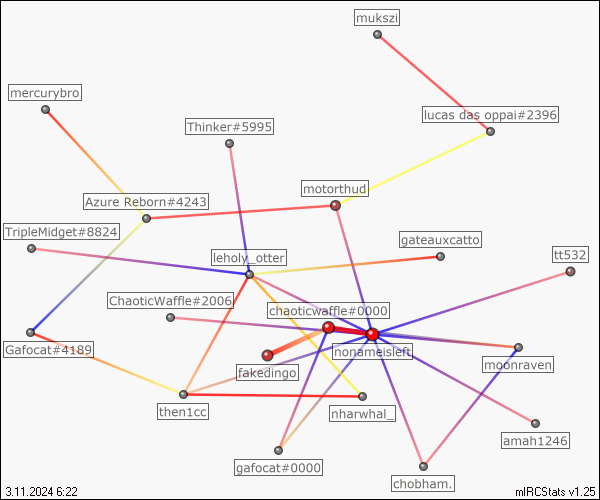 mukszi
mercurybro
lucas das oppai#2396
Thinker#5995
motorthud
Azure Reborn#4243
TripleMidget#8824
gateauxcatto
leholy_otter
tt532
ChaoticWaffle#2006
chaoticwaffle#0000
Gafocat#4189
nonameisleft
moonraven
fakedingo
then1cc
nharwhal_
amah1246
gafocat#0000
chobham.
3.11.2024 6:22
mIRCStats v1.25